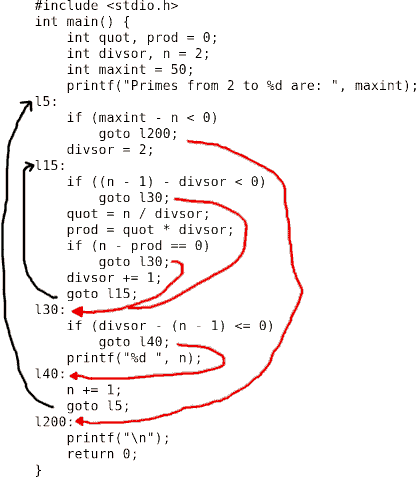 #include <stdio.h>
int main() {
    int quot, prod = 0;
    int divsor, n = 2;
    int maxint = 50;
    printf("Primes from 2 to %d are: ", maxint);
l5:
    if (maxint - n < 0)
        goto l200;
    divsor = 2;
l15:
    if ((n - 1) - divsor < 0)
        goto l30;
    quot = n / divsor;
    prod = quot * divsor;
    if (n - prod == 0)
        goto l30;
    divsor += 1;
    goto l15;
l30:
    if (divsor - (n - 1) <= 0)
        goto l40;
    printf("%d ", n);
l40:
    n += 1;
    goto l5;
l200:
    printf("\n");
    return 0;
}